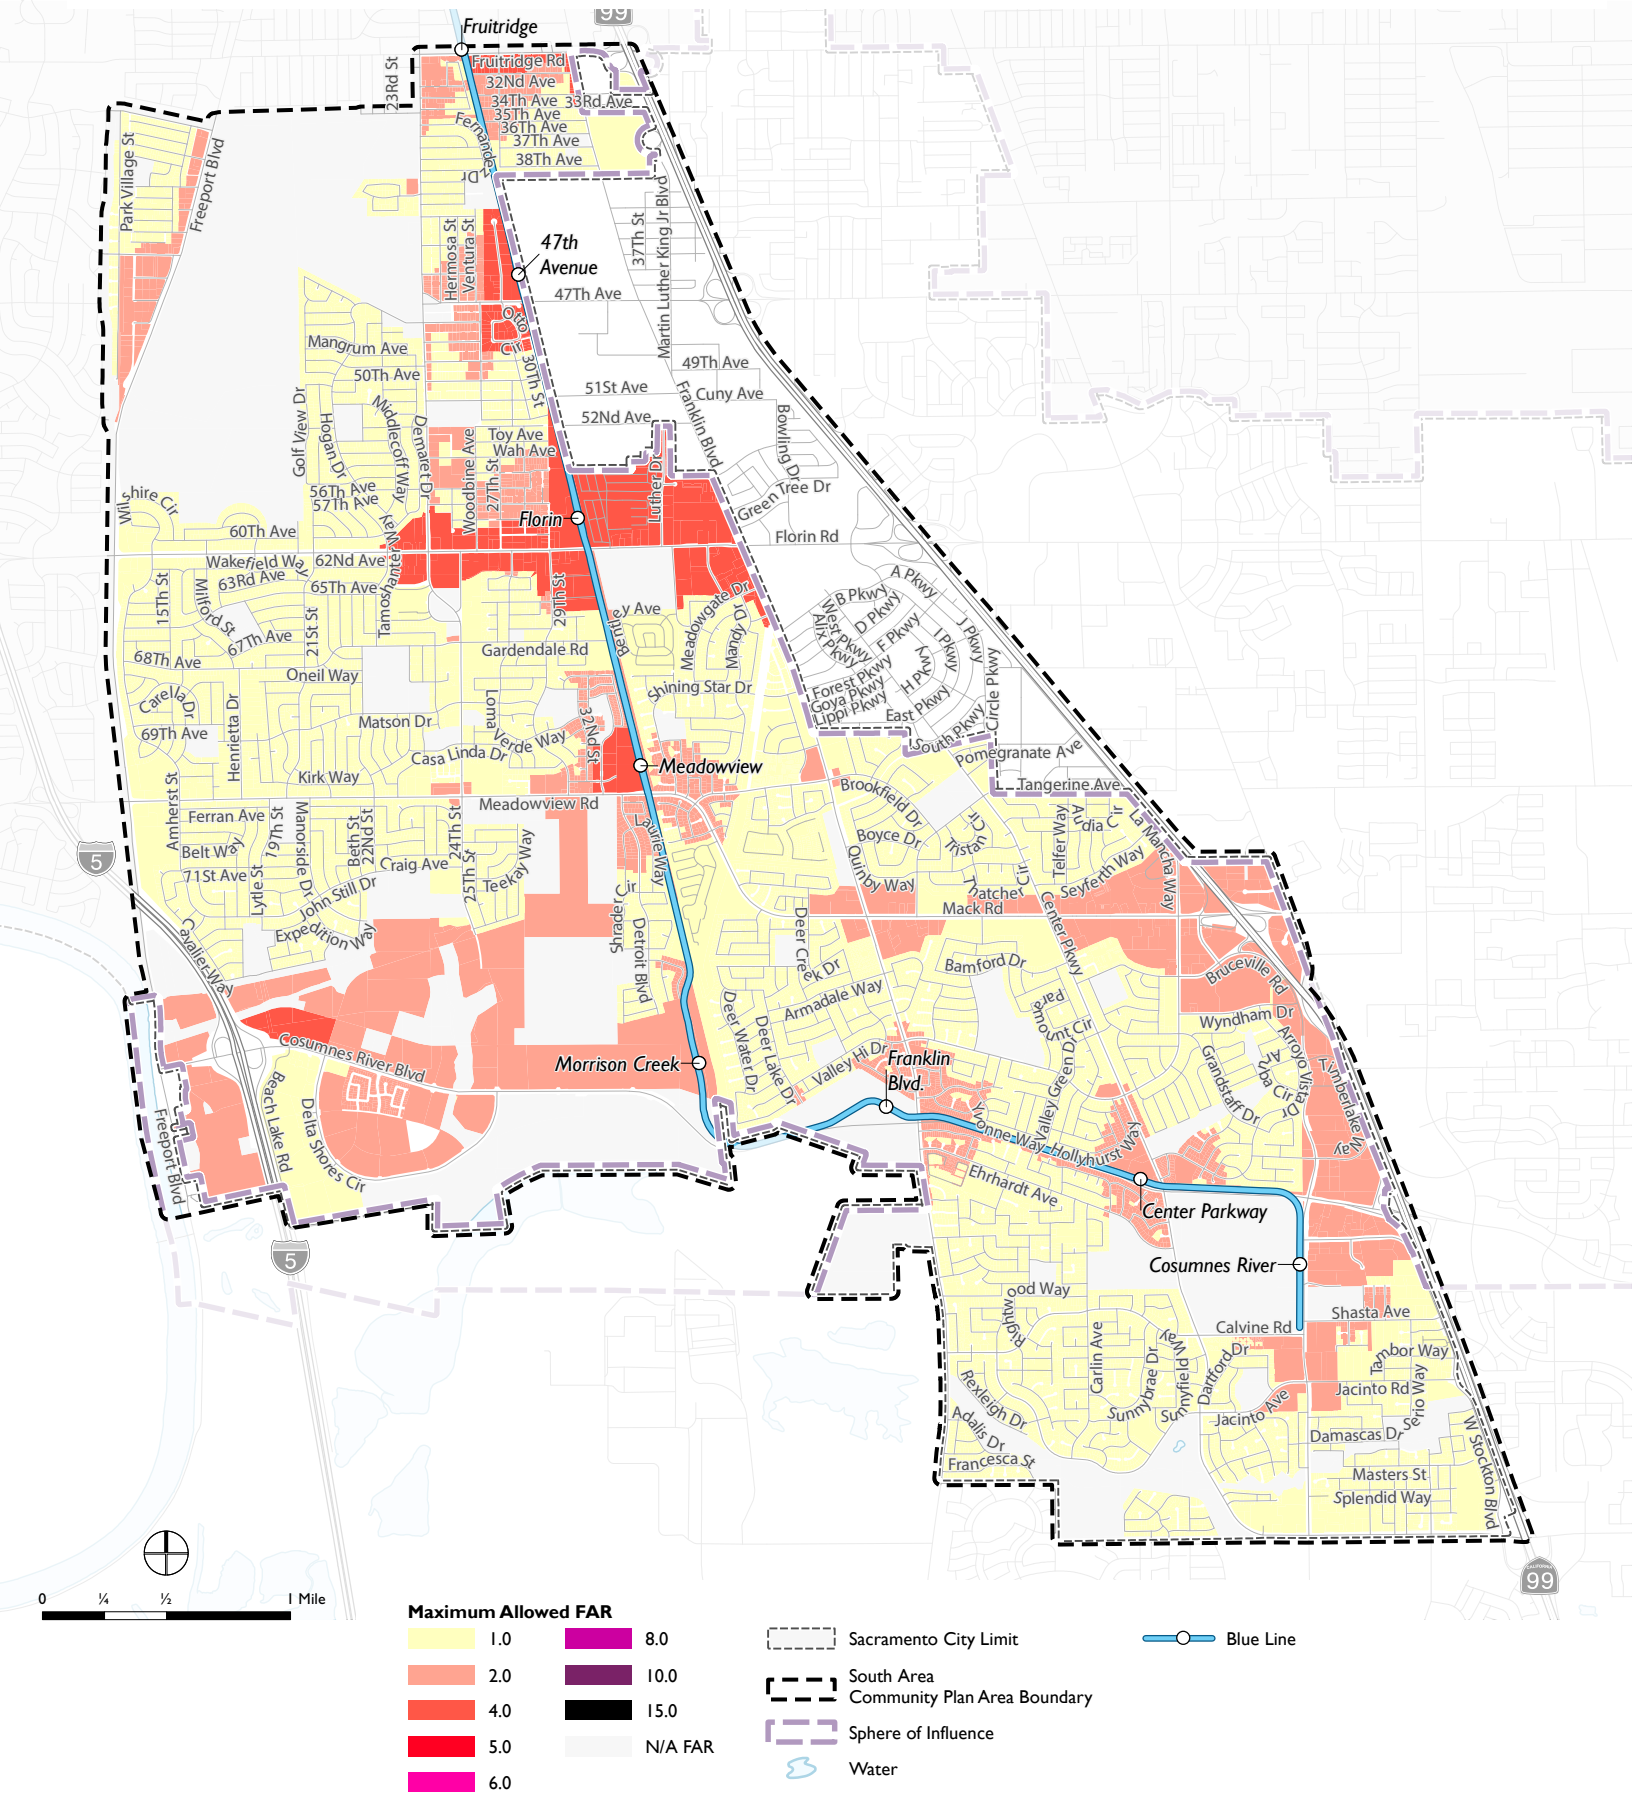 Fruitridge
99
23Rd St
Fruitridge Rd
32Nd Ave
34Th Ave
33Rd Ave
35Th Ave
36Th Ave
37Th Ave
38Th Ave
Fernandez Dr
Park Village St
Freeport Blvd
Hermosa St
Ventura St
47th
Avenue
37Th St
Martin Luther King Jr Blvd
47Th Ave
Otto Cir
30Th St
Mangrum Ave
50Th Ave
49Th Ave
51St Ave
Cuny Ave
52Nd Ave
Franklin Blvd
Bowling Dr
Golf View Dr
Hogan Dr
Middlecoff Way
Demaret Dr
Woodbine Ave
Toy Ave
Wah Ave
27Th St
Luther Dr
Green Tree Dr
Wilshire Cir
56Th Ave
57Th Ave
Florin
60Th Ave
Florin Rd
Wakefield Way
62Nd Ave
63Rd Ave
65Th Ave
Tamoshanter Way
15Th St
Milford St
67Th Ave
21St St
29Th St
Bentley Ave
Meadowgate Dr
Mandy Dr
A Pkwy
B Pkwy
D Pkwy
West Pkwy
Alix Pkwy
F Pkwy
I Pkwy
J Pkwy
H Pkwy
Forest Pkwy
Goya Pkwy
Lippi Pkwy
East Pkwy
South Pkwy
Circle Pkwy
68Th Ave
Gardendale Rd
Oneil Way
Shining Star Dr
Carella Dr
Henrietta Dr
69Th Ave
Matson Dr
Loma Verde Way
Casa Linda Dr
32Nd St
Kirk Way
Meadowview
Pomegranate Ave
Tangerine Ave
Amherst St
Meadowview Rd
Ferran Ave
19Th St
Manorside Dr
Beth St
22Nd St
24Th St
Belt Way
Craig Ave
71St Ave
Lytle St
John Still Dr
25Th St
Teekay Way
Laurie Way
Brookfield Dr
Boyce Dr
Tristan Cir
Telfer Way
Audia Cir
La Mancha Way
5
Quinby Way
Thatcher Cir
Seyferth Way
Mack Rd
Center Pkwy
Expedition Way
Cavalier Way
Shrader Cir
Detroit Blvd
Deer Creek Dr
Bamford Dr
Bruceville Rd
Armadale Way
Paramount Cir
Wyndham Dr
Deer Water Dr
Deer Lake Dr
Cosumnes River Blvd
Morrison Creek
Valley Hi Dr
Franklin
Blvd.
Valley Green Dr
Grandstaff Dr
Arroyo Vista Dr
Arba Cir
Tymberlake Way
Beach Lake Rd
Delta Shores Cir
Freeport Blvd
Yvonne Way
Hollyhurst Way
Ehrhardt Ave
Center Parkway
5
Cosumnes River
Rightwood Way
Shasta Ave
Calvine Rd
Carlin Ave
Sunnybrae Dr
Sunnyfield Way
Dartford Dr
Tambor Way
Jacinto Rd
Serio Way
Rexleigh Dr
Adalis Dr
Jacinto Ave
Damascas Dr
W Stockton Blvd
Francesca St
Masters St
Splendid Way
CALIFORNIA
99
0 ¼ ½ 1 Mile
Maximum Allowed FAR
1.0
2.0
4.0
5.0
6.0
8.0
10.0
15.0
N/A FAR
Sacramento City Limit
South Area
Community Plan Area Boundary
Sphere of Influence
Water
Blue Line